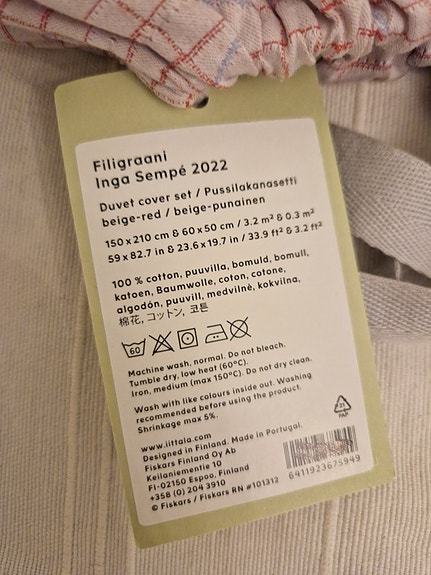 Filigraani
Inga Sempé 2022
Duvet cover set / Pussilakanasetti
beige-red / beige-punainen
150 x 210 cm & 60 x 50 cm / 3.2 m² & 0.3 m²
59 x 82.7 in & 23.6 x 19.7 in / 33.9 ft² & 3.2 ft²
100 % cotton, puuvilla, bomuld, bomull,
katoen, Baumwolle, coton, cotone,
algodón, puuvill, medvilnė, kokvilna,
棉花, コットン, 코튼
60
Machine wash, normal. Do not bleach.
Tumble dry, low heat (60°C).
Iron, medium (max 150°C). Do not dry clean.
Wash with like colours inside out. Washing
recommended before using the product.
Shrinkage max 5%.
www.iittala.com
Designed in Finland. Made in Portugal.
Fiskars Finland Oy Ab
Keilaniementie 10
FI-02150 Espoo, Finland
+358 (0) 204 3910
© Fiskars / Fiskars RN #101312
21
PAP
6411923675949